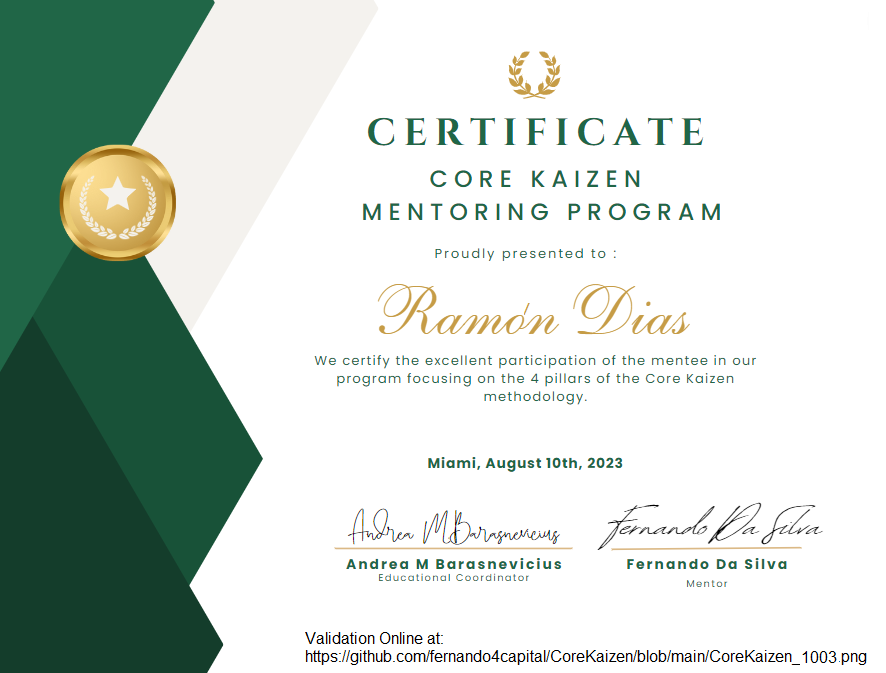 CERTIFICATE
CORE KAIZEN
MENTORING PROGRAM
Proudly presented to :
Ramón Dias
We certify the excellent participation of the mentee in our
program focusing on the 4 pillars of the Core Kaizen
methodology.
Miami, August 10th, 2023
Andrea M Barasnevicius
Fernando Da Silva
Andrea M Barasnevicius
Educational Coordinator
Fernando Da Silva
Mentor
Validation Online at:
https://github.com/fernando4capital/CoreKaizen/blob/main/CoreKaizen_1003.png